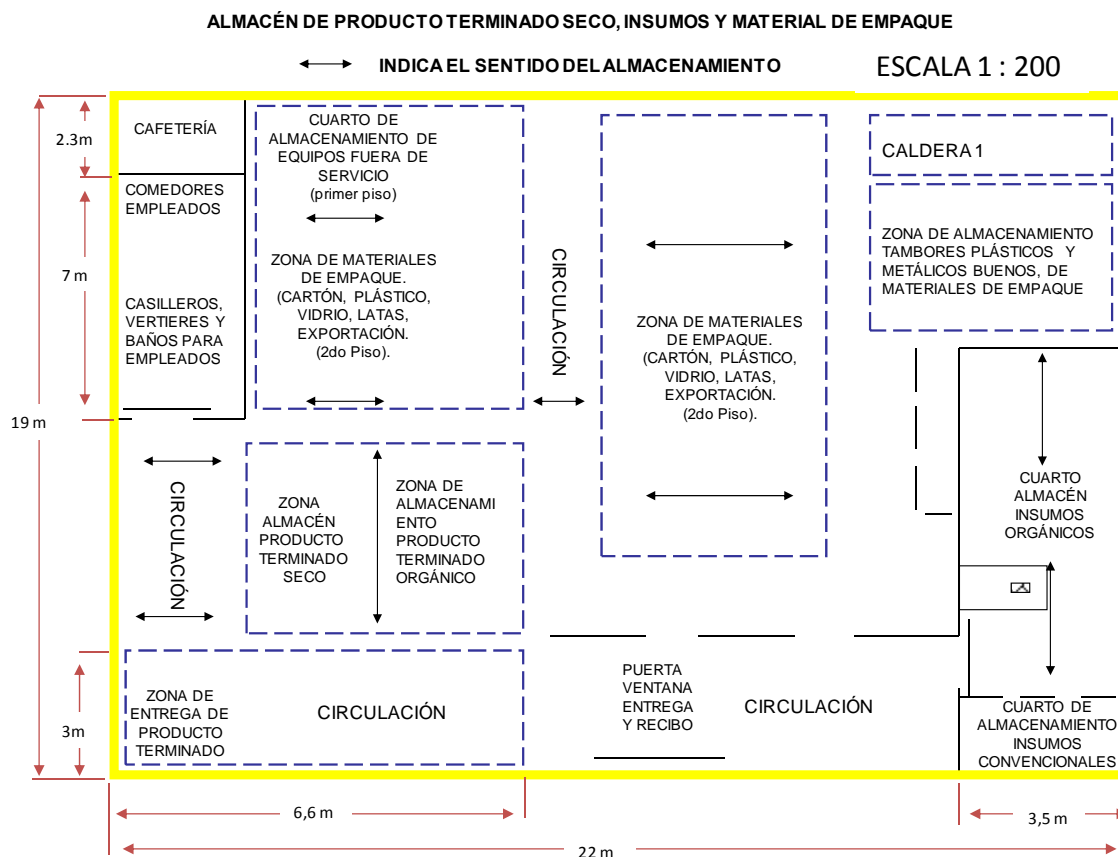 ALMACÉN DE PRODUCTO TERMINADO SECO, INSUMOS Y MATERIAL DE EMPAQUE
INDICA EL SENTIDO DEL ALMACENAMIENTO
ESCALA 1 : 200
2.3m
7 m
19 m
3m
CAFETERÍA
COMEDORES
EMPLEADOS
CASILLEROS,
VERTIERES Y
BAÑOS PARA
EMPLEADOS
CUARTO DE
ALMACENAMIENTO DE
EQUIPOS FUERA DE
SERVICIO
(primer piso)
ZONA DE MATERIALES
DE EMPAQUE.
(CARTÓN, PLÁSTICO,
VIDRIO, LATAS,
EXPORTACIÓN.
(2do Piso).
CIRCULACIÓN
ZONA DE MATERIALES
DE EMPAQUE.
(CARTÓN, PLÁSTICO,
VIDRIO, LATAS,
EXPORTACIÓN.
(2do Piso).
CALDERA 1
ZONA DE ALMACENAMIENTO
TAMBORES PLÁSTICOS Y
METÁLICOS BUENOS, DE
MATERIALES DE EMPAQUE
CUARTO
ALMACÉN
INSUMOS
ORGÁNICOS
CIRCULACIÓN
ZONA
ALMACÉN
PRODUCTO
TERMINADO
SECO
ZONA DE
ALMACENAMI
ENTO
PRODUCTO
TERMINADO
ORGÁNICO
ZONA DE
ENTREGA DE
PRODUCTO
TERMINADO
CIRCULACIÓN
PUERTA
VENTANA
ENTREGA
Y RECIBO
CIRCULACIÓN
CUARTO DE
ALMACENAMIENTO
INSUMOS
CONVENCIONALES
6,6 m
3,5 m
22 m